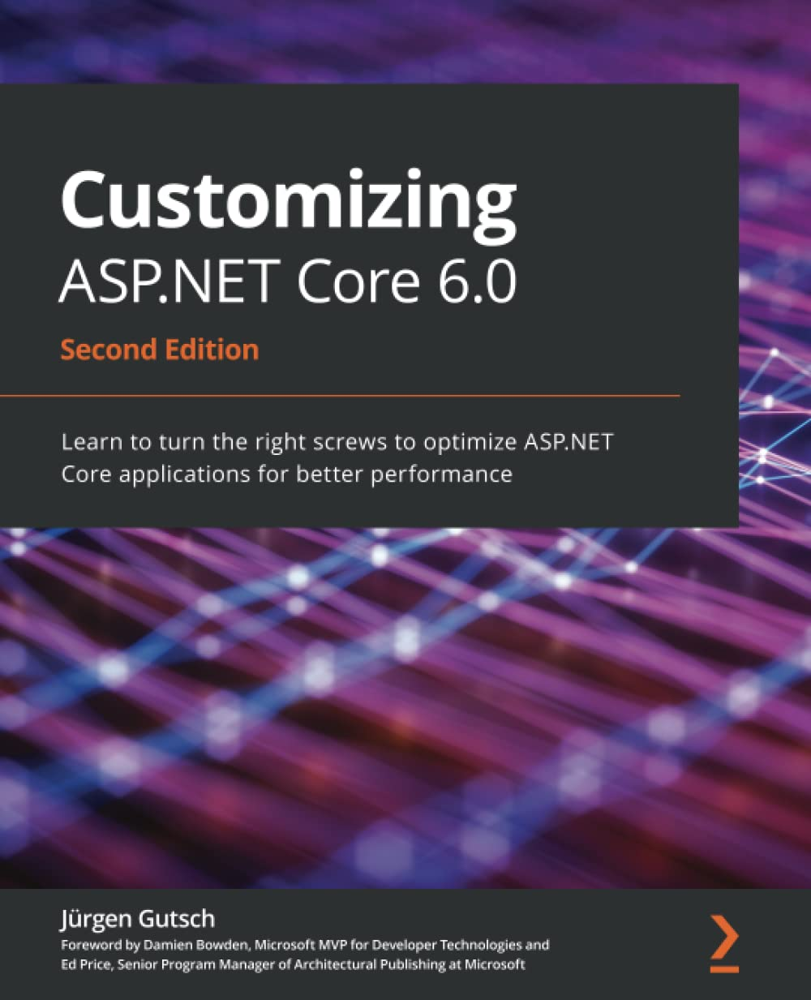 Customizing
ASP.NET Core 6.0
Second Edition
Learn to turn the right screws to optimize ASP.NET
Core applications for better performance
Jürgen Gutsch
Foreword by Damien Bowden, Microsoft MVP for Developer Technologies and
Ed Price, Senior Program Manager of Architectural Publishing at Microsoft